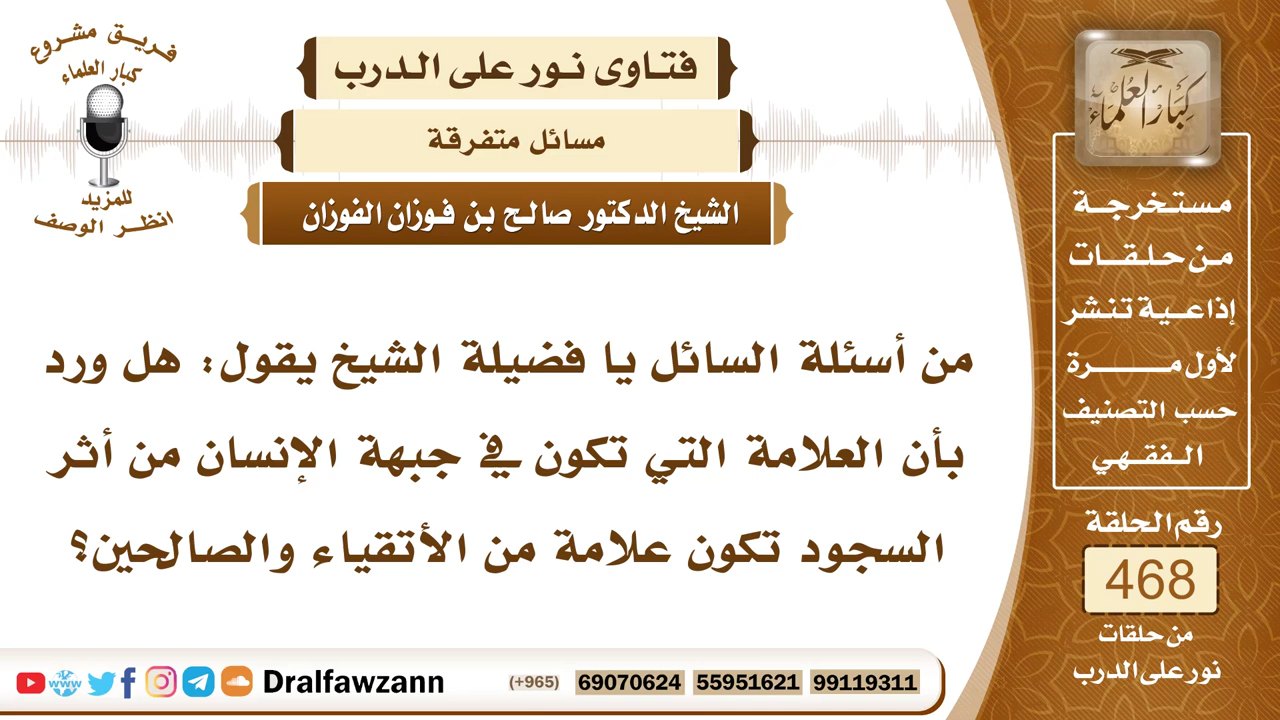 فريق مشروع
كبار العلماء
للمزيد
انظر الوصف
فتاوى نور على الدرب
مسائل متفرقة
الشيخ الدكتور صالح بن فوزان الفوزان
من أسئلة السائل يا فضيلة الشيخ يقول: هل ورد
بأن العلامة التي تكون في جبهة الإنسان من أثر
السجود تكون علامة من الأتقياء والصالحين؟
كبار العلماء
مستخرجة
من حلقات
إذاعية تنشر
لأول مرة
حسب التصنيف
الفقهي
رقم الحلقة
468
من حلقات
نور على الدرب
www
Dralfawzann
(+965)
69070624
55951621
99119311